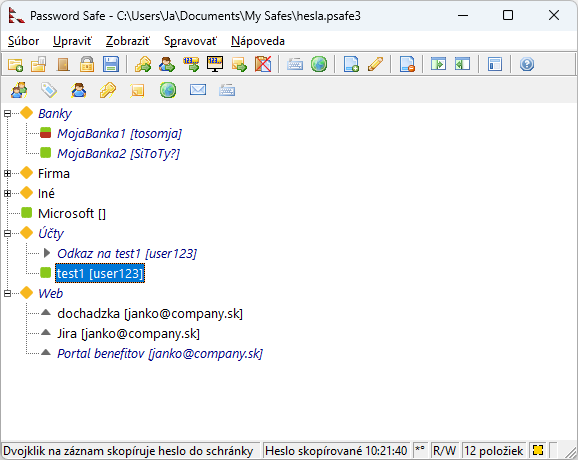 Password Safe - C:\Users\Ja\Documents\My Safes\hesla.psafe3
Súbor Upraviť Zobraziť Spravovať Nápoveda
Banky
MojaBanka1 [tosomja]
MojaBanka2 [SiToTy?]
Firma
Iné
Microsoft []
Účty
Odkaz na test1 [user123]
test1 [user123]
Web
dochadzka [janko@company.sk]
Jira [janko@company.sk]
Portal benefitov [janko@company.sk]
Dvojklik na záznam skopíruje heslo do schránky Heslo skopírované 10:21:40 *° R/W 12 položiek